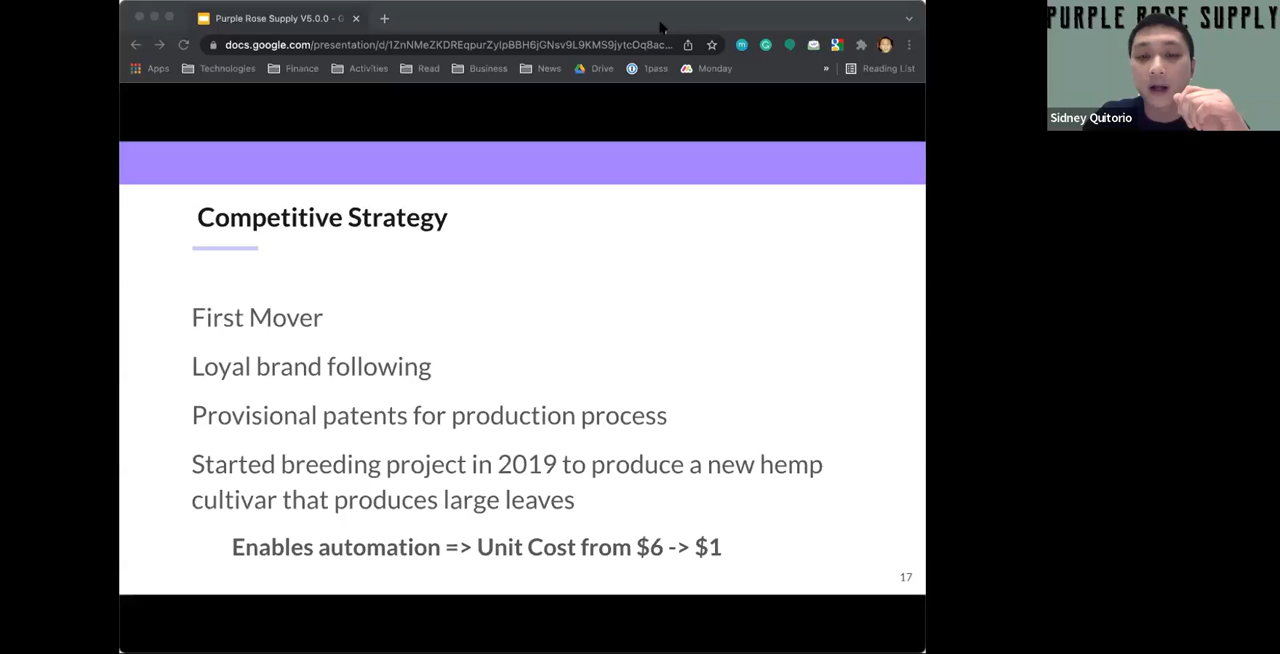 Purple Rose Supply V5.0.0 - G
docs.google.com/presentation/d/1ZnNMeZKDREqpurZylpBBH6jGNsv9L9KMS9jytcOq8ac...
Apps Technologies Finance Activities Read Business News Drive 1pass Monday » Reading List
PURPLE ROSE SUPPLY
Sidney Quitorio
Competitive Strategy
First Mover
Loyal brand following
Provisional patents for production process
Started breeding project in 2019 to produce a new hemp
cultivar that produces large leaves
Enables automation => Unit Cost from $6 -> $1
17